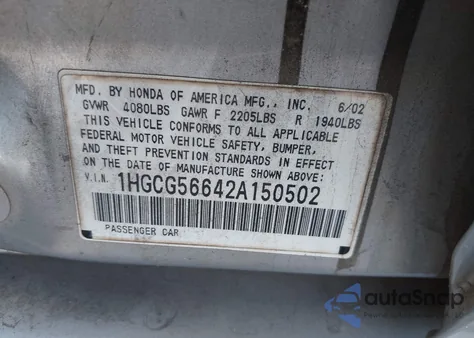 MFD. BY HONDA OF AMERICA MFG., INC. 6/02
GVWR 4080LBS GAWR F 2205LBS R 1940LBS
THIS VEHICLE CONFORMS TO ALL APPLICABLE
FEDERAL MOTOR VEHICLE SAFETY, BUMPER,
AND THEFT PREVENTION STANDARDS IN EFFECT
ON THE DATE OF MANUFACTURE SHOWN ABOVE:
V.I.N. 1HGCG56642A150502
PASSENGER CAR
autoSnap